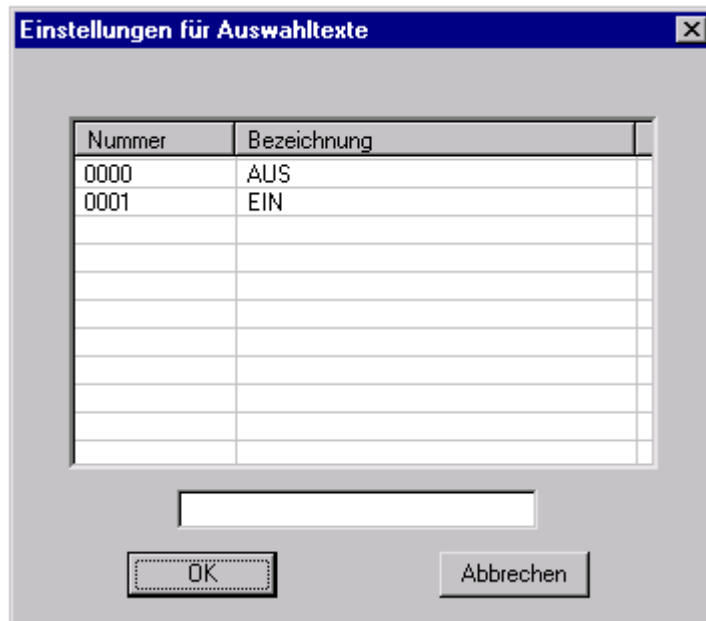 Einstellungen für Auswahltexte
Nummer Bezeichnung
0000 AUS
0001 EIN
OK Abbrechen